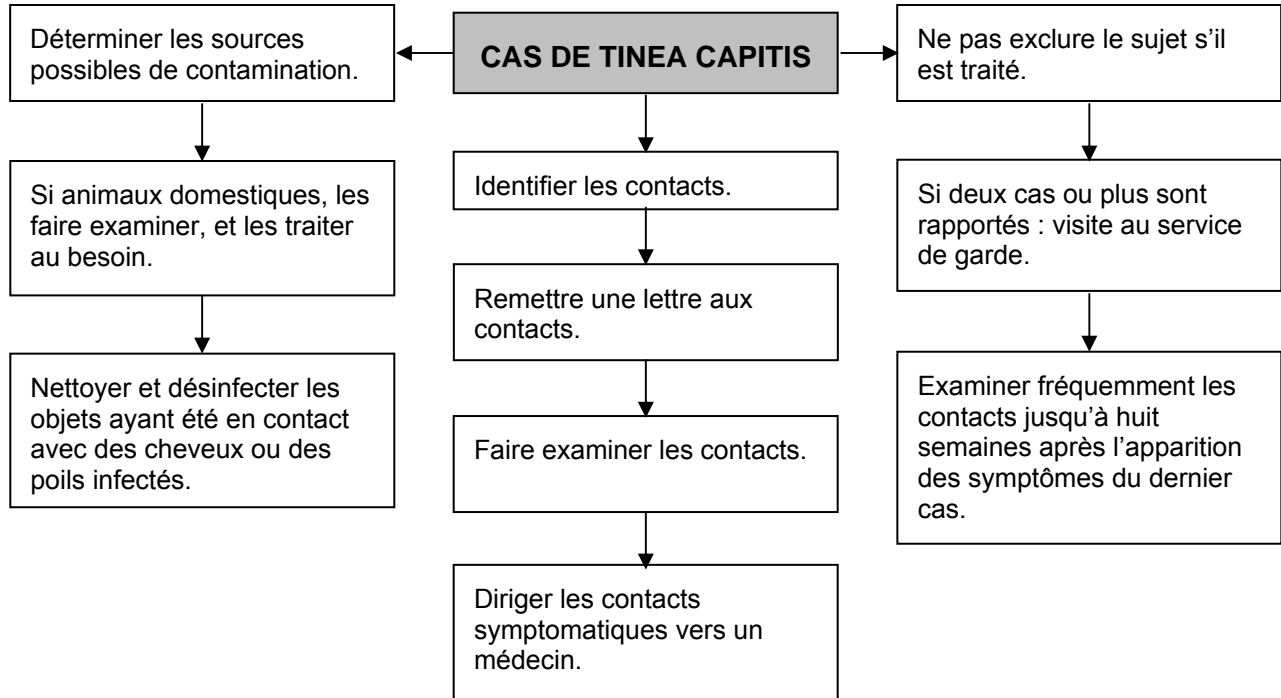 CAS DE TINEA CAPITIS
Déterminer les sources
possibles de contamination.
Si animaux domestiques, les
faire examiner, et les traiter
au besoin.
Nettoyer et désinfecter les
objets ayant été en contact
avec des cheveux ou des
poils infectés.
Identifier les contacts.
Remettre une lettre aux
contacts.
Faire examiner les contacts.
Diriger les contacts
symptomatiques vers un
médecin.
Ne pas exclure le sujet s’il
est traité.
Si deux cas ou plus sont
rapportés : visite au service
de garde.
Examiner fréquemment les
contacts jusqu’à huit
semaines après l’apparition
des symptômes du dernier
cas.